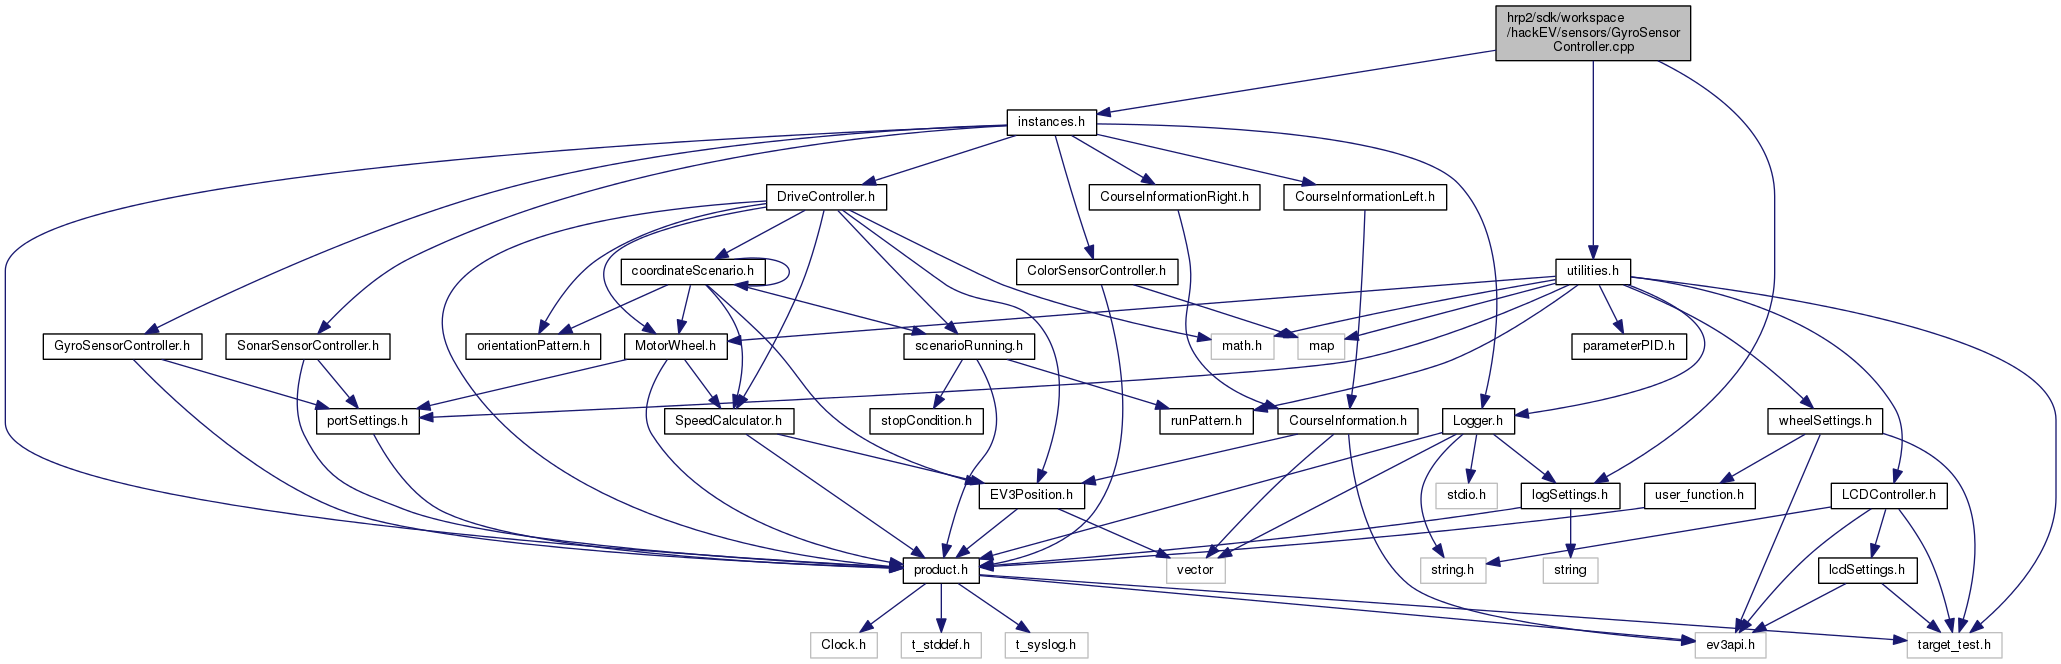 hrp2/sdk/workspace
/hackEV/sensors/GyroSensor
Controller.cpp
instances.h
DriveController.h
CourseInformationRight.h
CourseInformationLeft.h
coordinateScenario.h
ColorSensorController.h
utilities.h
GyroSensorController.h
SonarSensorController.h
orientationPattern.h
MotorWheel.h
scenarioRunning.h
math.h
map
parameterPID.h
portSettings.h
SpeedCalculator.h
stopCondition.h
runPattern.h
CourseInformation.h
Logger.h
wheelSettings.h
EV3Position.h
stdio.h
logSettings.h
user_function.h
LCDController.h
product.h
vector
string.h
string
lcdSettings.h
Clock.h
t_stddef.h
t_syslog.h
ev3api.h
target_test.h